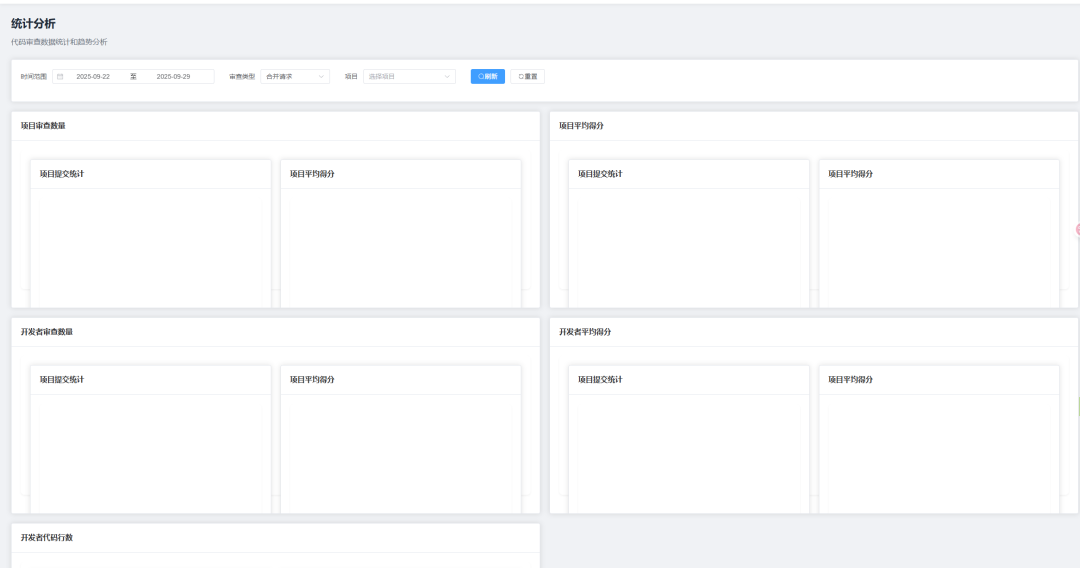 统计分析
代码审查数据统计和趋势分析
时间范围 2025-09-22 至 2025-09-29 审查类型 合并请求 项目 选择项目 刷新 重置
项目审查数量 项目平均得分
项目提交统计 项目平均得分 项目提交统计 项目平均得分
开发者审查数量 开发者平均得分
项目提交统计 项目平均得分 项目提交统计 项目平均得分
开发者代码行数